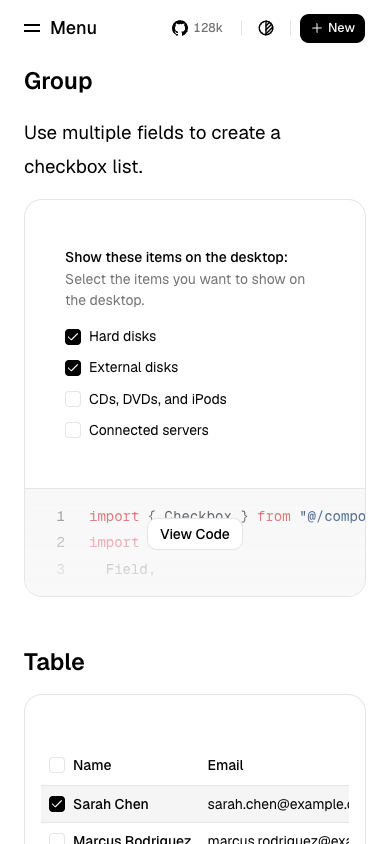 Menu
128k
New
Group
Use multiple fields to create a
checkbox list.
Show these items on the desktop:
Select the items you want to show on
the desktop.
Hard disks
External disks
CDs, DVDs, and iPods
Connected servers
1 import { Checkbox } from "@/compo
2 import
View Code
3 Field,
Table
Name Email
Sarah Chen sarah.chen@example.c
Marcus Rodriguez marcus.rodriguez@exa